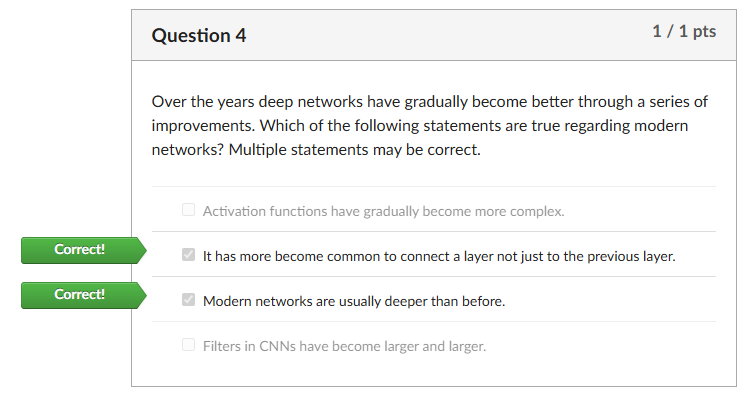 Question 4
1 / 1 pts
Over the years deep networks have gradually become better through a series of
improvements. Which of the following statements are true regarding modern
networks? Multiple statements may be correct.
Activation functions have gradually become more complex.
Correct!
It has more become common to connect a layer not just to the previous layer.
Correct!
Modern networks are usually deeper than before.
Filters in CNNs have become larger and larger.